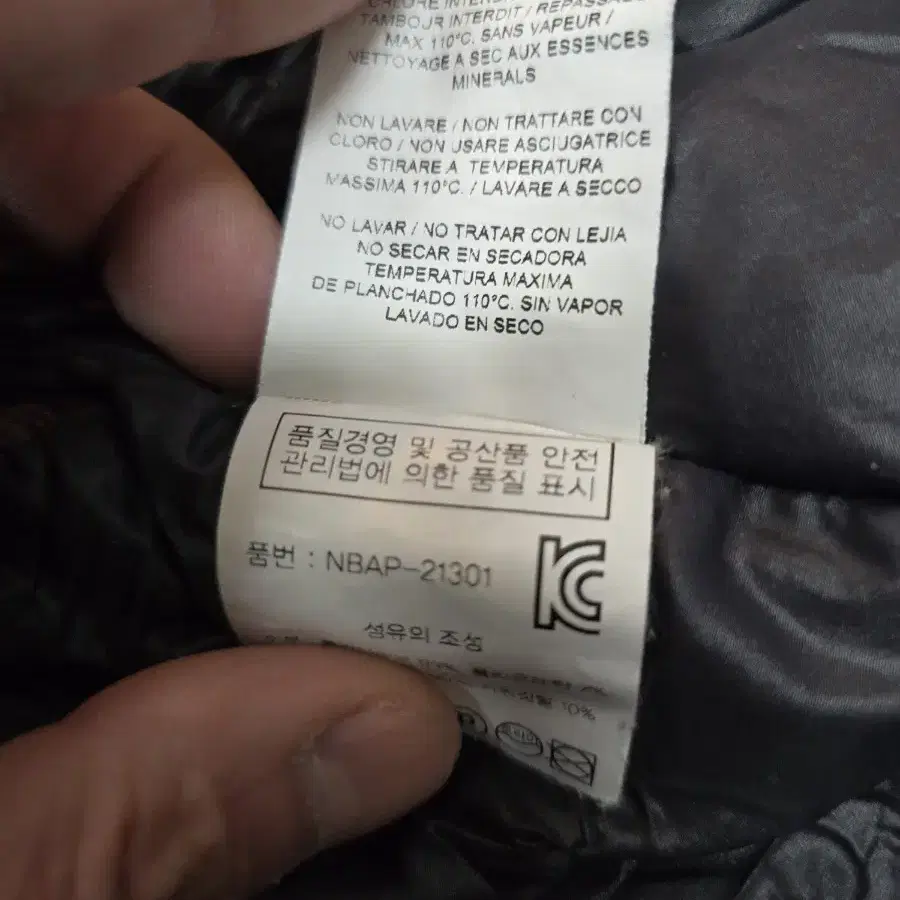 TAMBOUR INTERDIT / REPASSAGE
MAX 110°C. SANS VAPEUR /
NETTOYAGE A SEC AUX ESSENCES
MINERALS
NON LAVARE / NON TRATTARE CON
CLORO / NON USARE ASCIUGATRICE
STIRARE A TEMPERATURA
MASSIMA 110°C. / LAVARE A SECCO
NO LAVAR / NO TRATAR CON LEJIA
NO SECAR EN SECADORA
TEMPERATURA MAXIMA
DE PLANCHADO 110°C. SIN VAPOR
LAVADO EN SECO
품질경영 및 공산품 안전
관리법에 의한 품질 표시
품번 : NBAP-21301
KC
섬유의 조성
10%